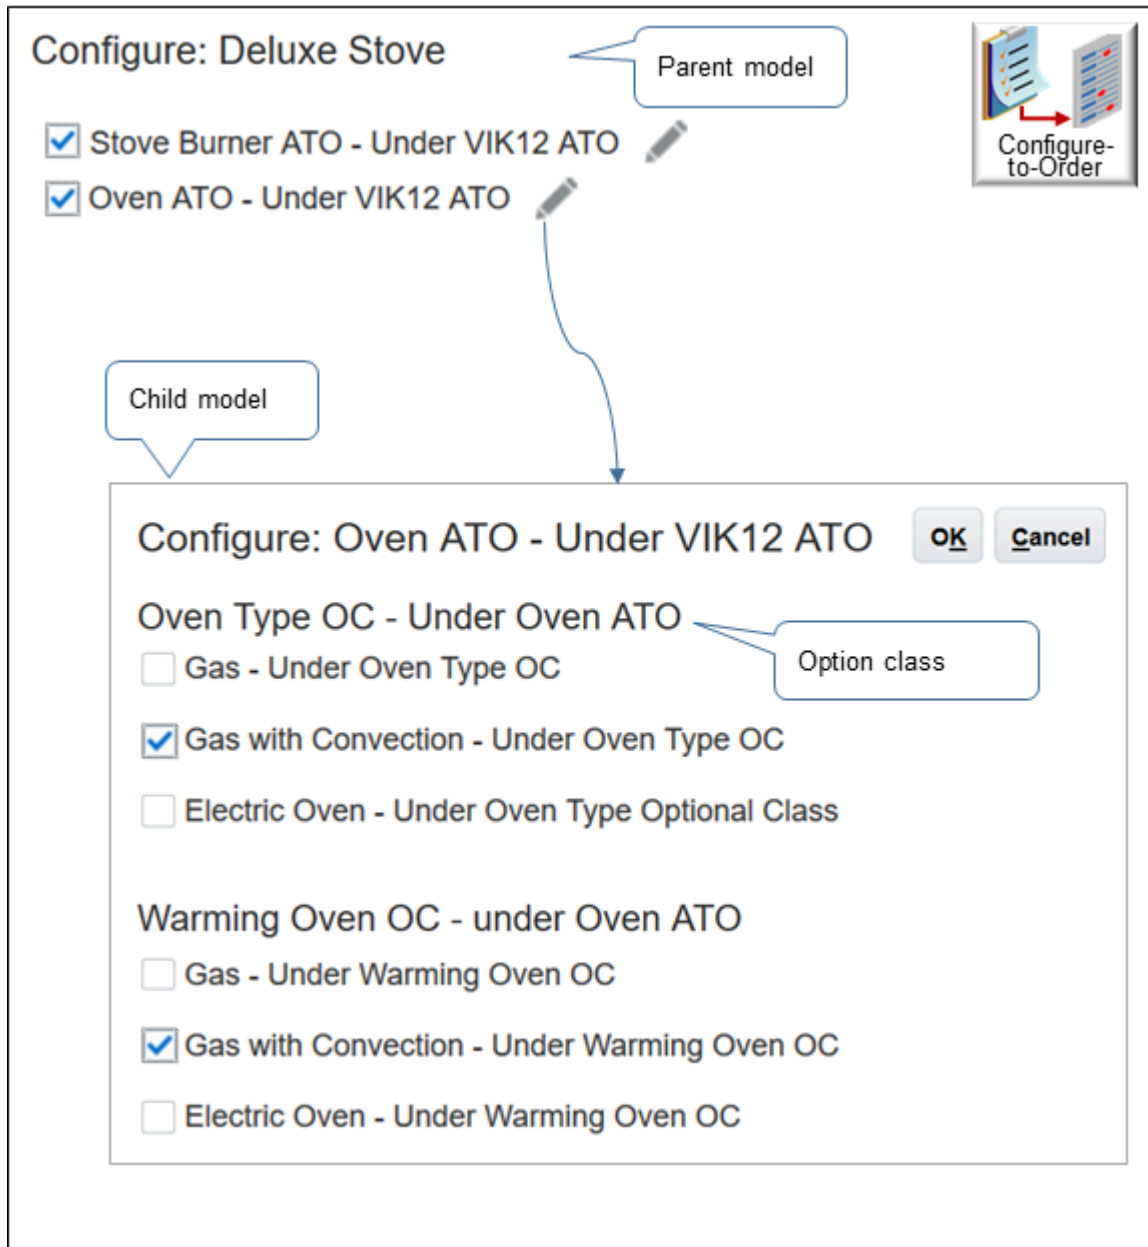 Configure: Deluxe Stove
Parent model
Configure-
to-Order
Stove Burner ATO - Under VIK12 ATO
Oven ATO - Under VIK12 ATO
Child model
Configure: Oven ATO - Under VIK12 ATO
OK
Cancel
Oven Type OC - Under Oven ATO
Option class
Gas - Under Oven Type OC
Gas with Convection - Under Oven Type OC
Electric Oven - Under Oven Type Optional Class
Warming Oven OC - under Oven ATO
Gas - Under Warming Oven OC
Gas with Convection - Under Warming Oven OC
Electric Oven - Under Warming Oven OC